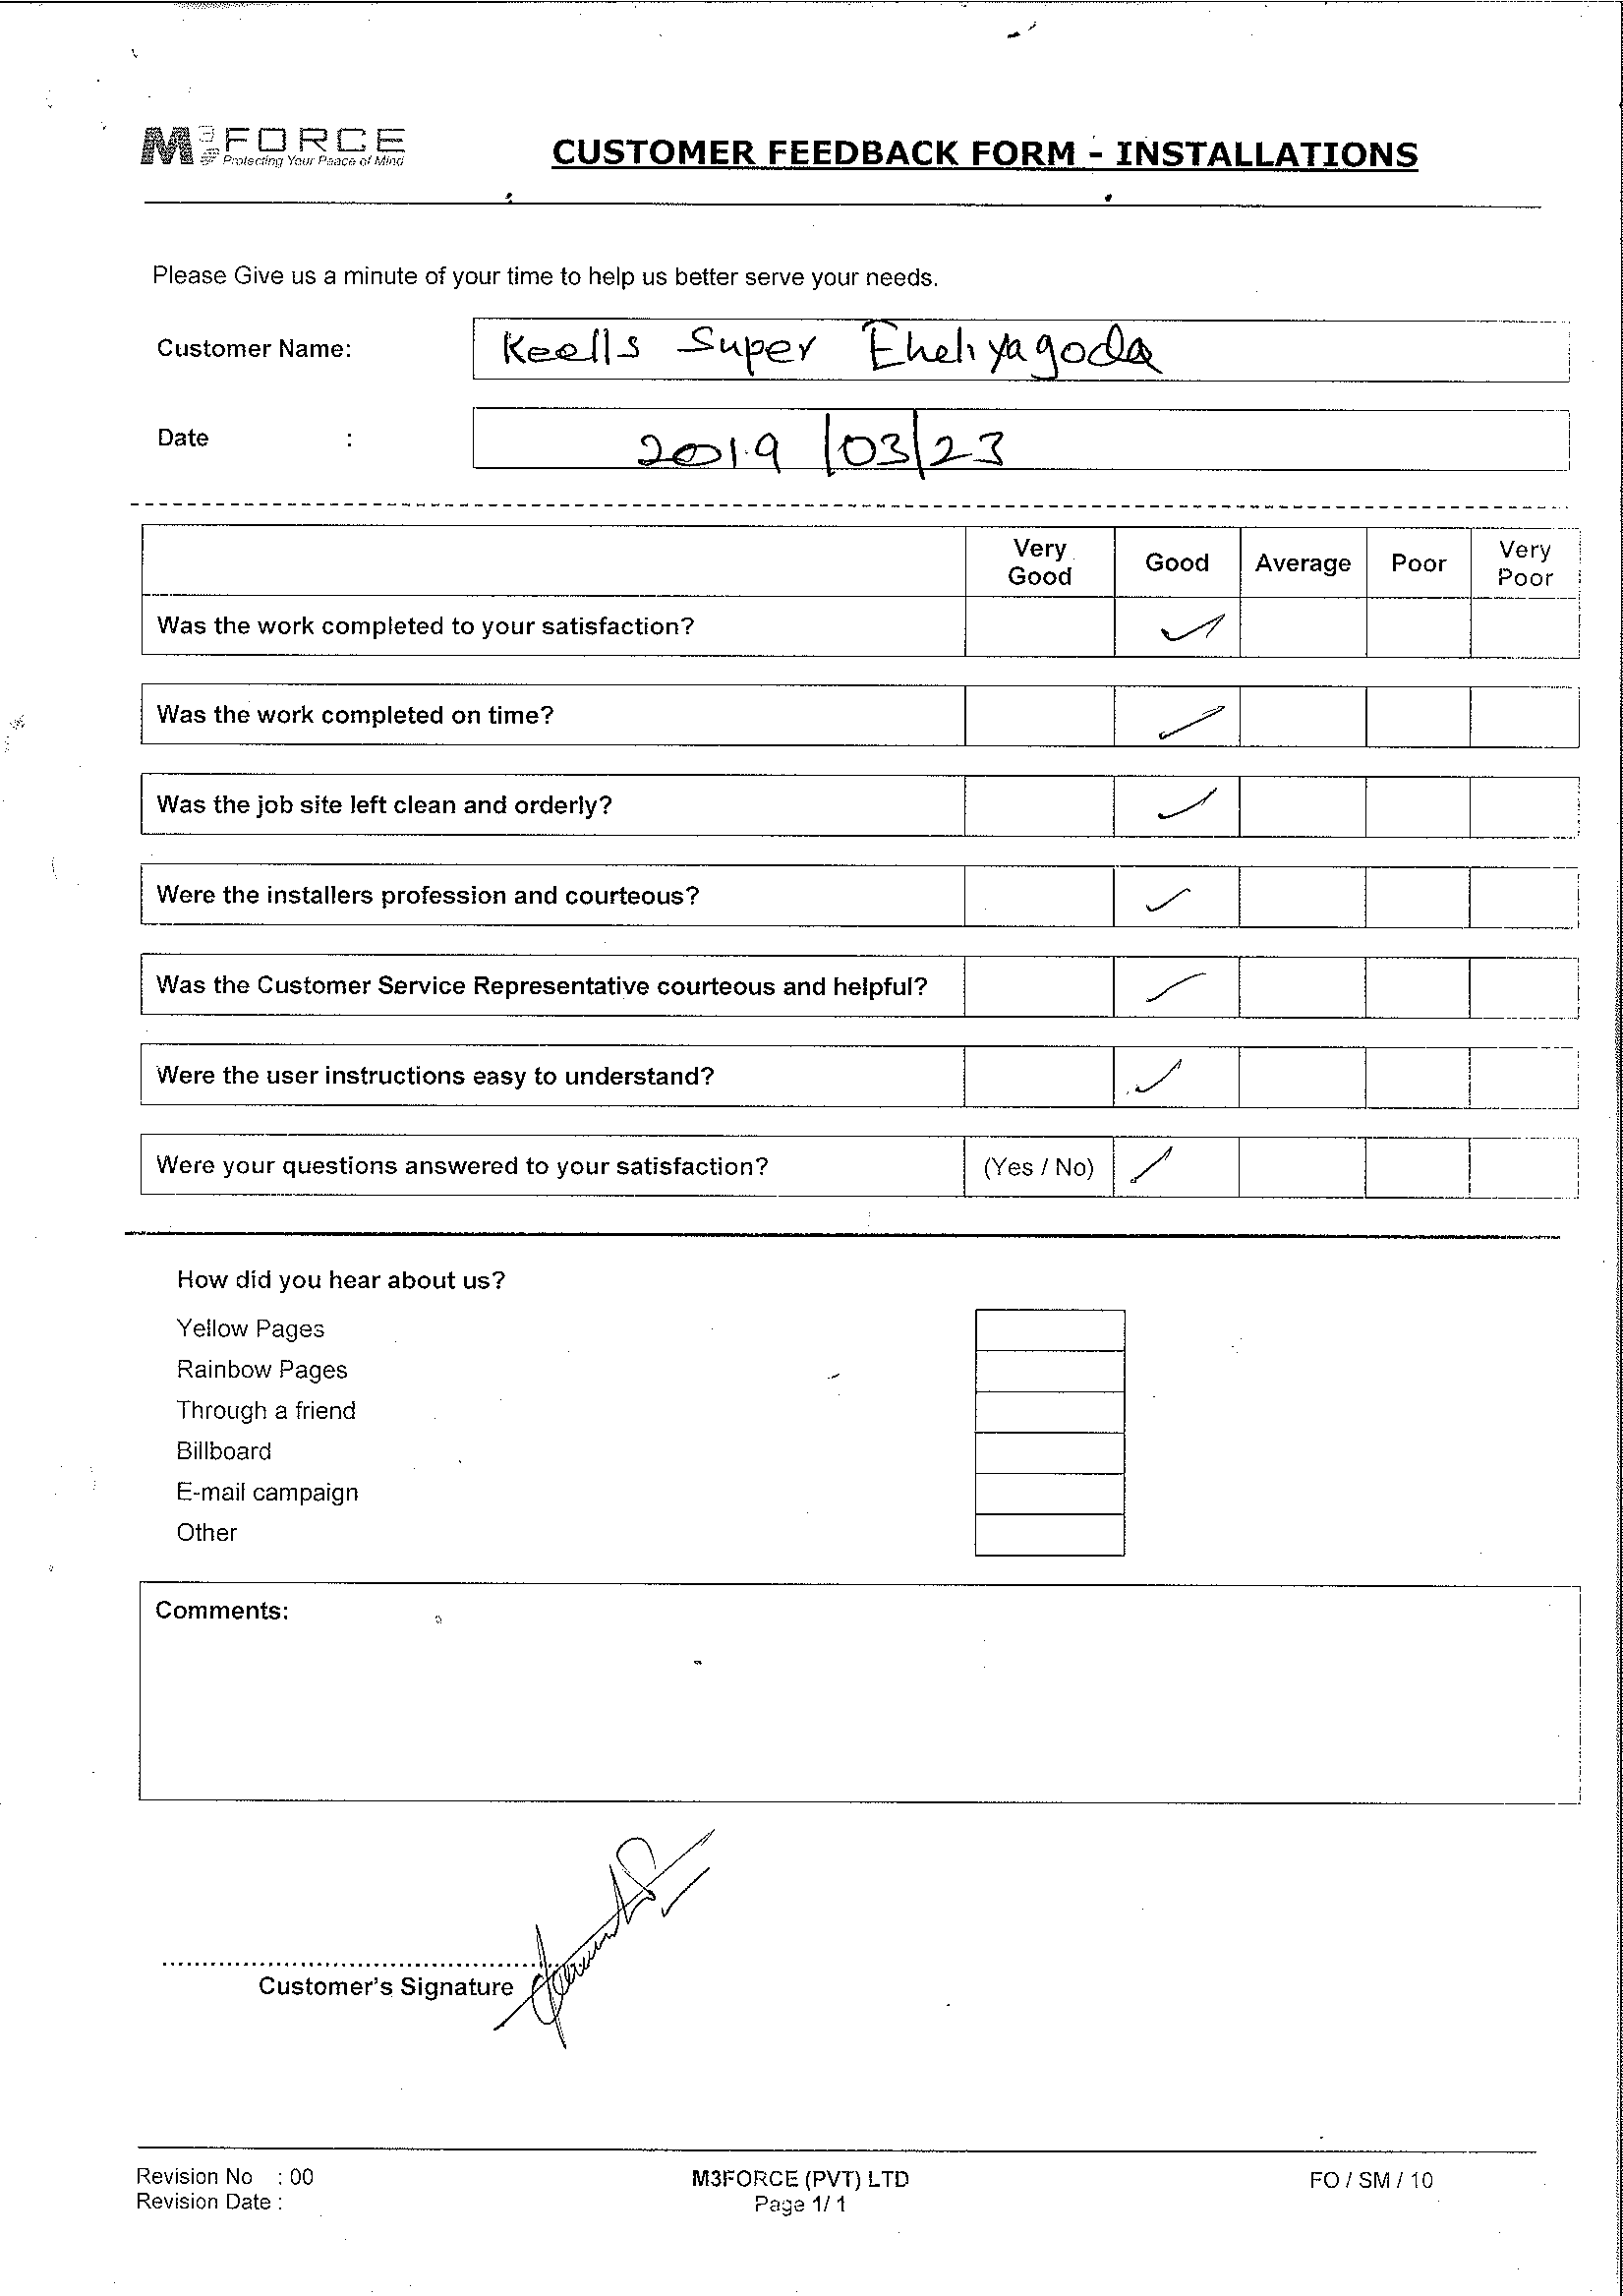 M3FORCE
Protecting Your Peace of Mind
CUSTOMER FEEDBACK FORM - INSTALLATIONS
Please Give us a minute of your time to help us better serve your needs.
Customer Name: Keells Super Eheliyagoda
Date : 2019/03/23
Very Good Good Average Poor Very Poor
Was the work completed to your satisfaction? ✓
Was the work completed on time? ✓
Was the job site left clean and orderly? ✓
Were the installers profession and courteous? ✓
Was the Customer Service Representative courteous and helpful? ✓
Were the user instructions easy to understand? ✓
Were your questions answered to your satisfaction? (Yes / No) ✓
How did you hear about us?
Yellow Pages
Rainbow Pages
Through a friend
Billboard
E-mail campaign
Other
Comments:
Customer's Signature
Revision No : 00 M3FORCE (PVT) LTD FO / SM / 10
Revision Date : Page 1/ 1